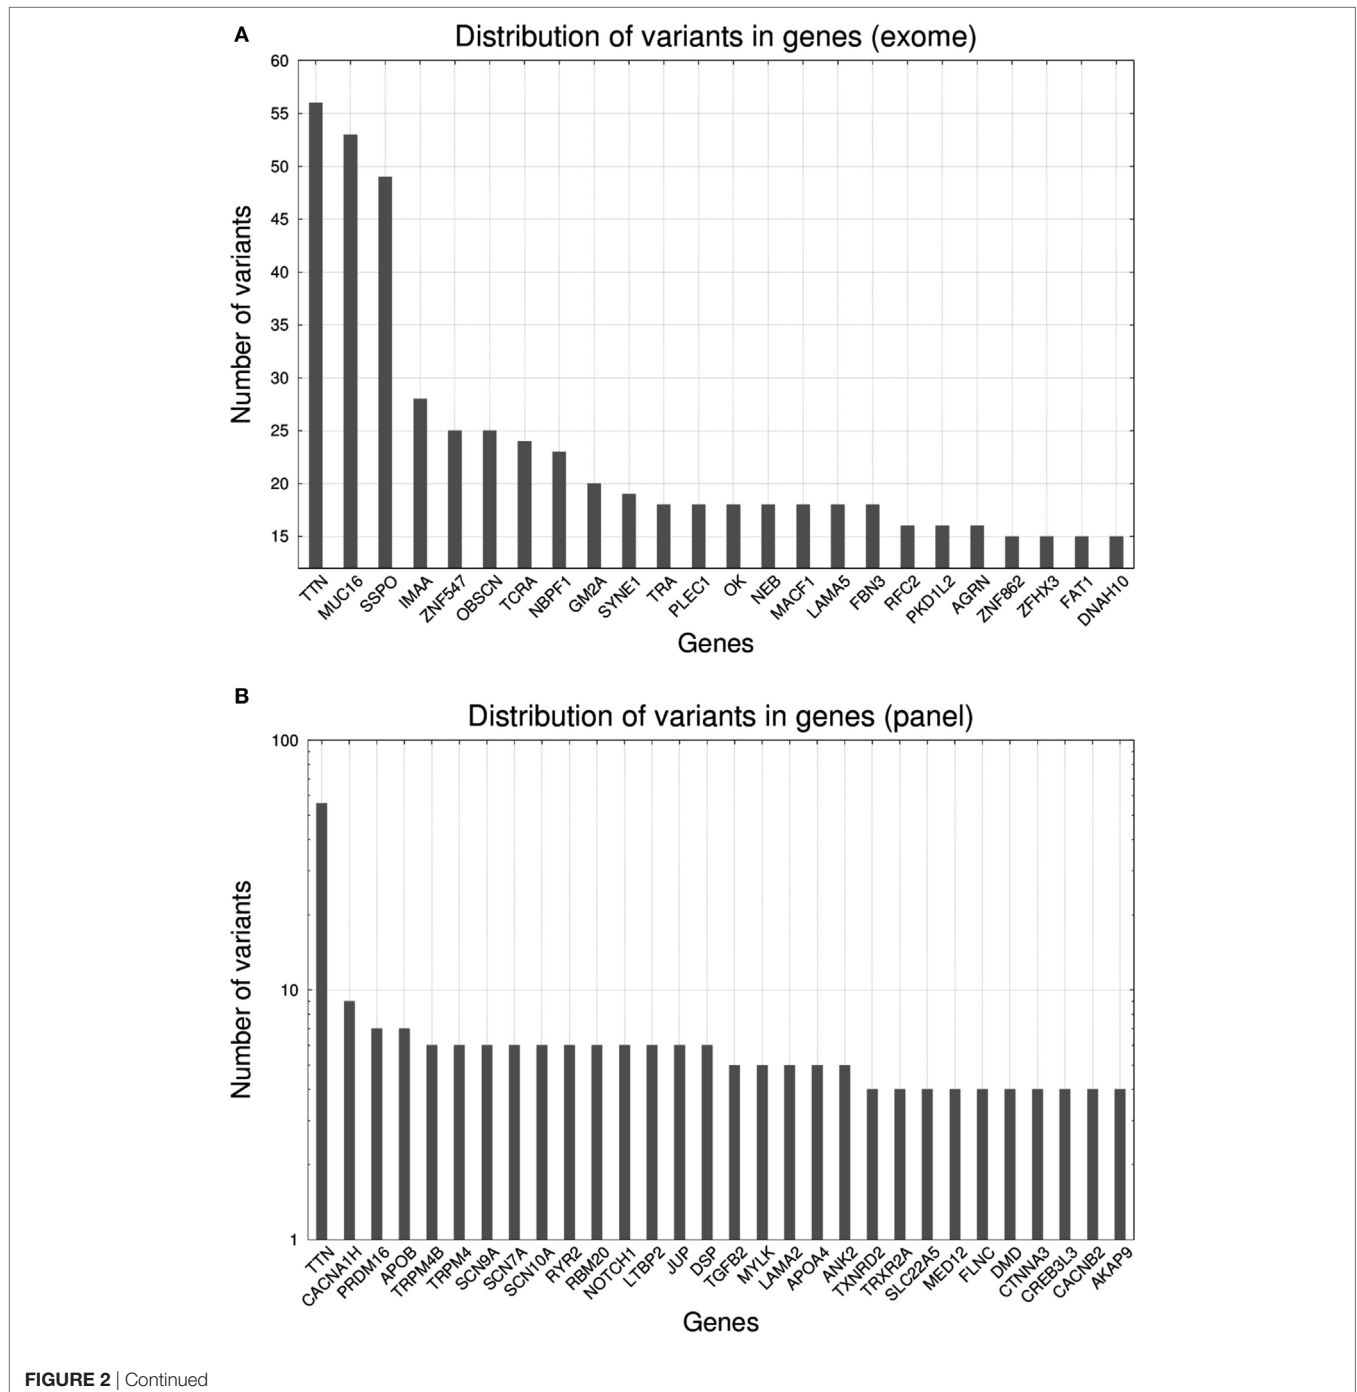 A
Distribution of variants in genes (exome)
60
55
50
45
40
35
30
25
20
15
Number of variants
TTN MUC16 SSPO IMAA ZNF547 OBSCN TCRA NBPF1 GM2A SYNE1 TRA PLEC1 OK NEB MACF1 LAMA5 FBN3 RFC2 PKD1L2 AGRN ZNF862 ZFHX3 FAT1 DNAH10
Genes
B
Distribution of variants in genes (panel)
100
10
1
Number of variants
TTN CACNA1H PRDM16 APOB TRPM4B TRPM4 SCN9A SCN7A SCN10A RYR2 RBM20 NOTCH1 LTBP2 JUP DSP TGFB2 MYLK LAMA2 APOA4 ANK2 TXNRD2 TRXR2A SLC22A5 MED12 FLNC DMD CTNNA3 CREB3L3 CACNB2 AKAP9
Genes
FIGURE 2 | Continued